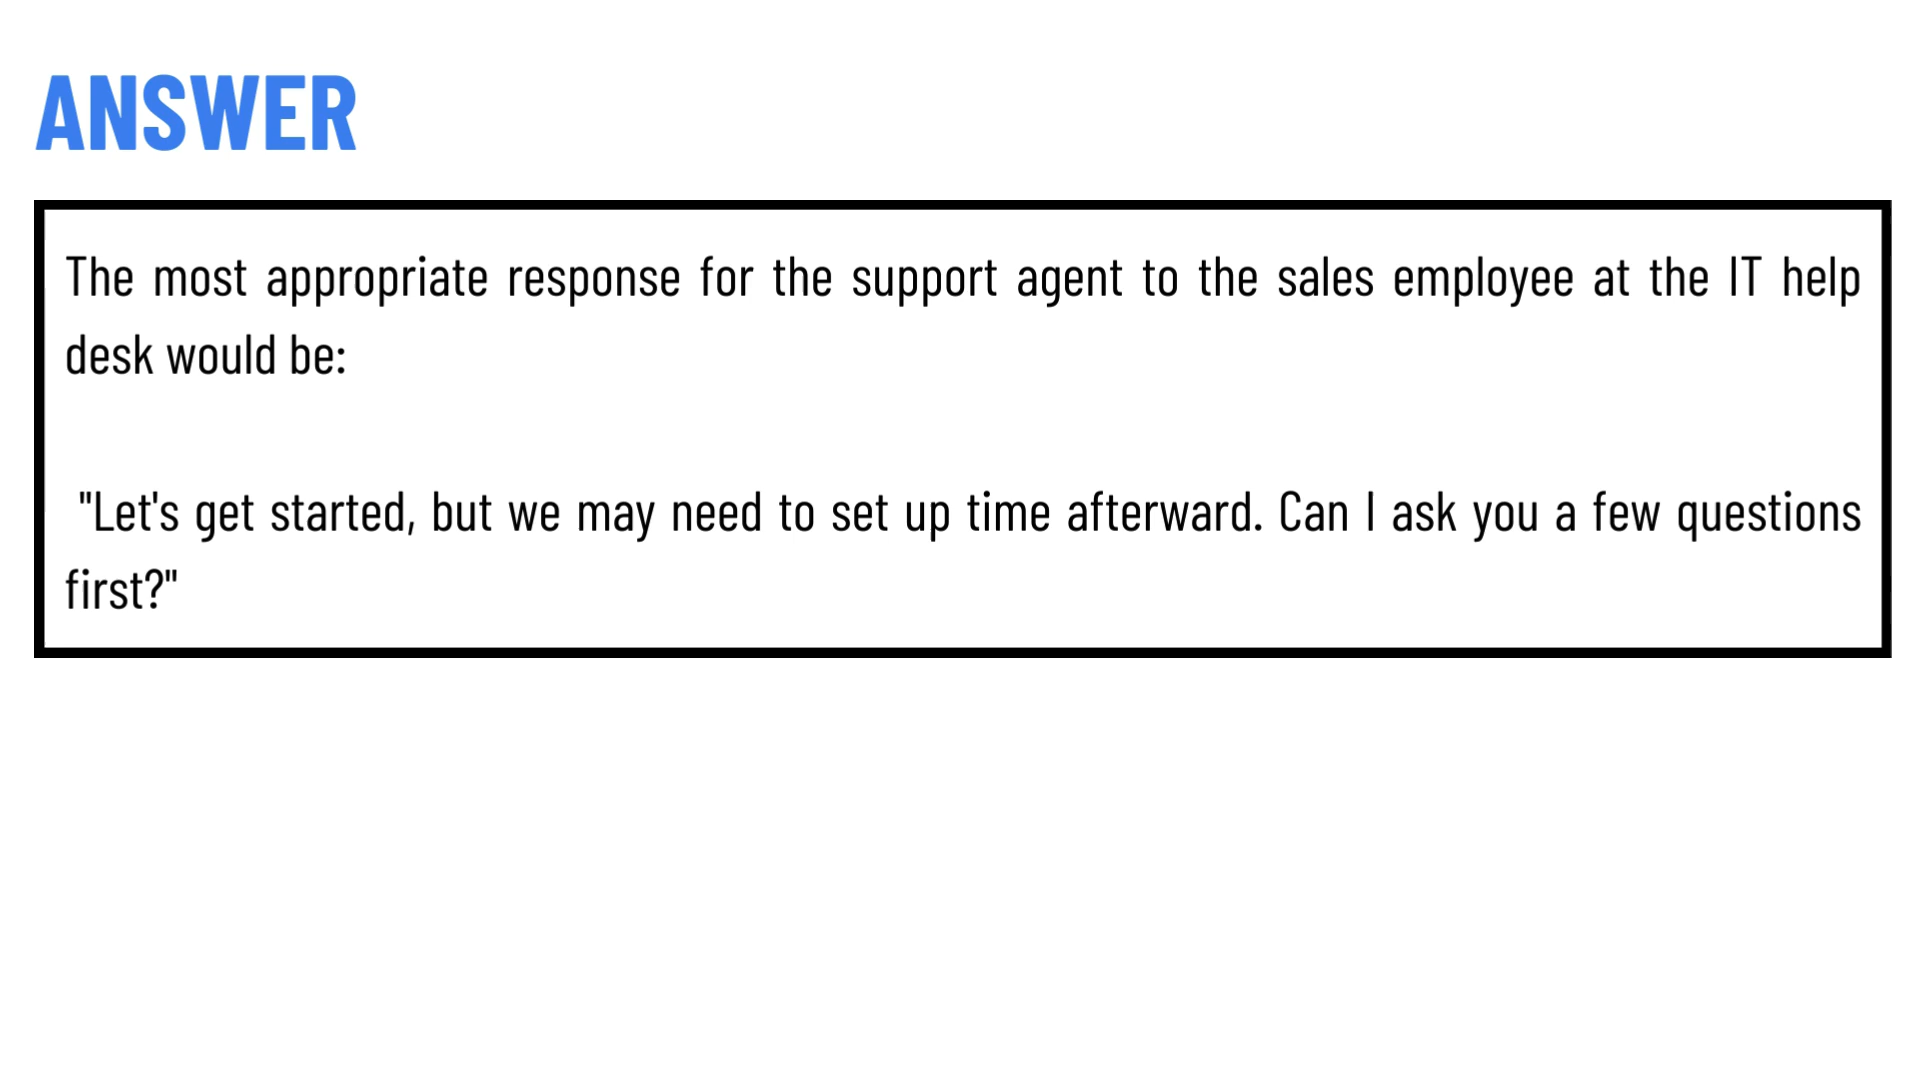 ANSWER
The most appropriate response for the support agent to the sales employee at the IT help
desk would be:
"Let's get started, but we may need to set up time afterward. Can I ask you a few questions
first?"